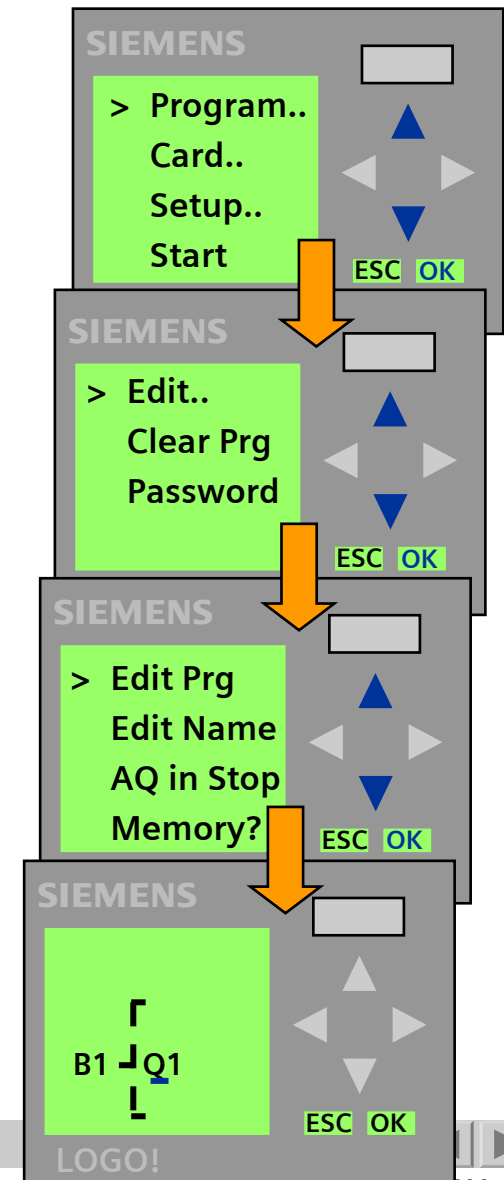 SIEMENS
> Program..
Card..
Setup..
Start
ESC OK
SIEMENS
> Edit..
Clear Prg
Password
ESC OK
SIEMENS
> Edit Prg
Edit Name
AQ in Stop
Memory?
ESC OK
SIEMENS
B1 Q1
ESC OK
LOGO!